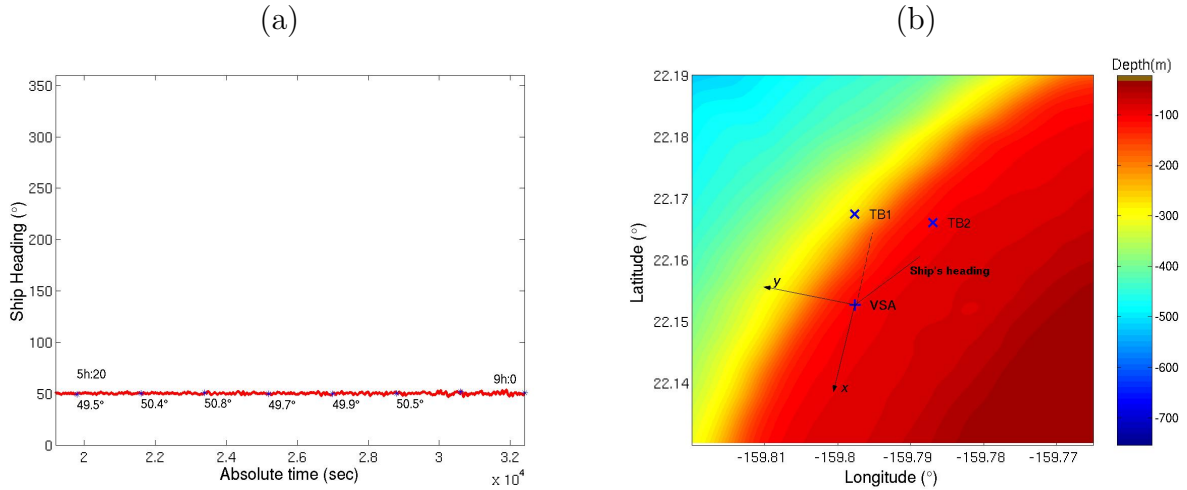 (a)
(b)
Ship Heading (°)
350
300
250
200
150
100
50
0
5h:20
9h:0
49.5° 50.4° 50.8° 49.7° 49.9° 50.5°
2 2.2 2.4 2.6 2.8 3 3.2
x 10⁴
Absolute time (sec)
Latitude (°)
22.19
22.18
22.17
22.16
22.15
22.14
TB1
TB2
Ship's heading
y
VSA
x
-159.81 -159.8 -159.79 -159.78 -159.77
Longitude (°)
Depth(m)
-100
-200
-300
-400
-500
-600
-700